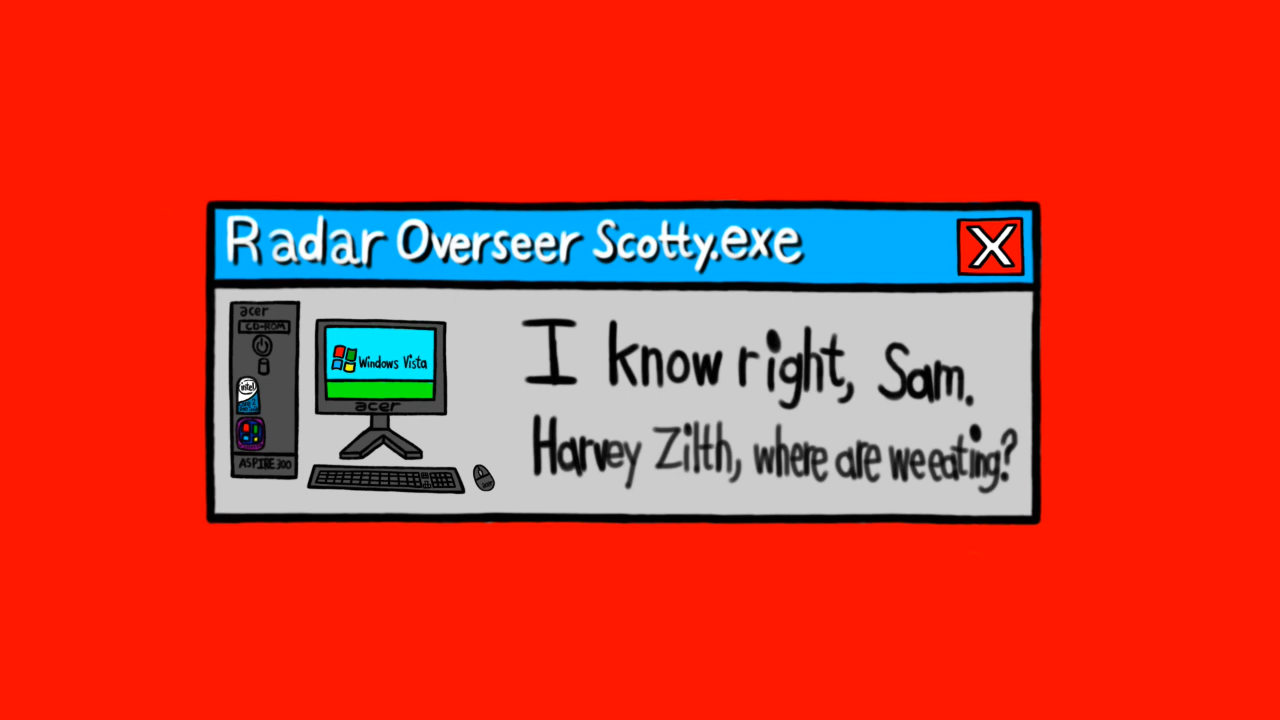 Radar Overseer Scotty.exe
X
acer
CD-ROM
intel
ASPIRE 300
Windows Vista
acer
I know right, Sam.
Harvey Zilth, where are we eating?